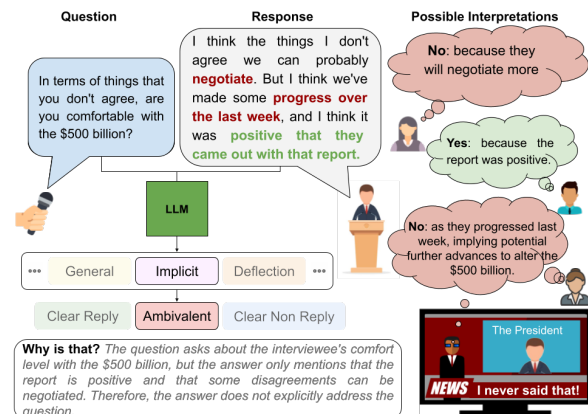 Question
Response
Possible Interpretations
In terms of things that
you don't agree, are
you comfortable with
the $500 billion?
I think the things I don't
agree we can probably
negotiate. But I think we've
made some progress over
the last week, and I think it
was positive that they
came out with that report.
No: because they
will negotiate more
Yes: because the
report was positive.
No: as they progressed last
week, implying potential
further advances to alter the
$500 billion.
LLM
General
Implicit
Deflection
Clear Reply
Ambivalent
Clear Non Reply
Why is that? The question asks about the interviewee's comfort
level with the $500 billion, but the answer only mentions that the
report is positive and that some disagreements can be
negotiated. Therefore, the answer does not explicitly address the
question.
The President
NEWS
I never said that!